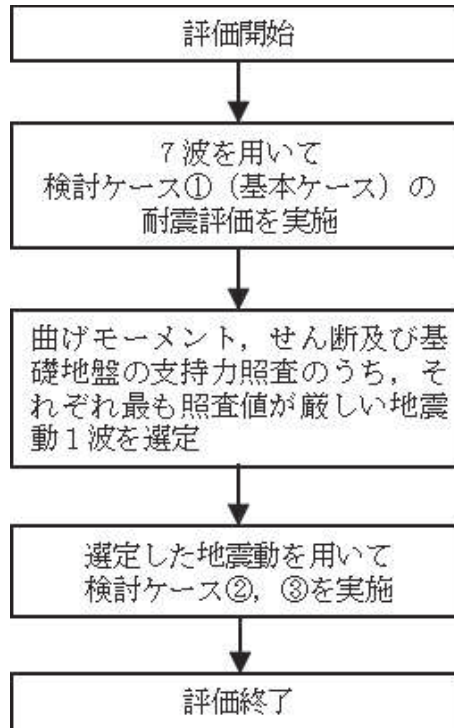 評価開始
７波を用いて
検討ケース①（基本ケース）の
耐震評価を実施
曲げモーメント，せん断及び基
礎地盤の支持力照査のうち，そ
れぞれ最も照査値が厳しい地震
動１波を選定
選定した地震動を用いて
検討ケース②，③を実施
評価終了